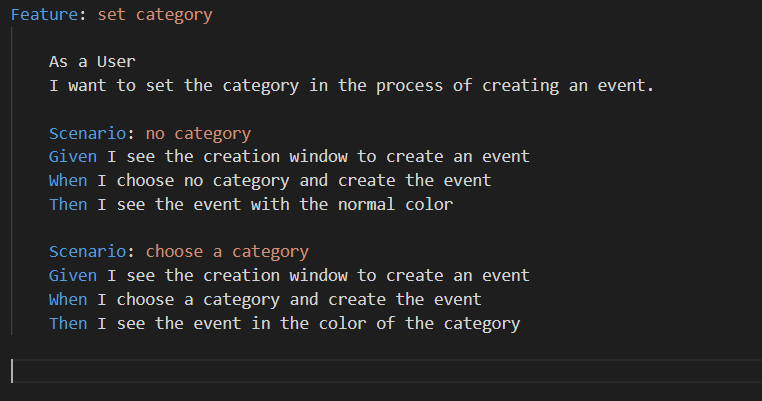 Feature: set category
As a User
I want to set the category in the process of creating an event.
Scenario: no category
Given I see the creation window to create an event
When I choose no category and create the event
Then I see the event with the normal color
Scenario: choose a category
Given I see the creation window to create an event
When I choose a category and create the event
Then I see the event in the color of the category